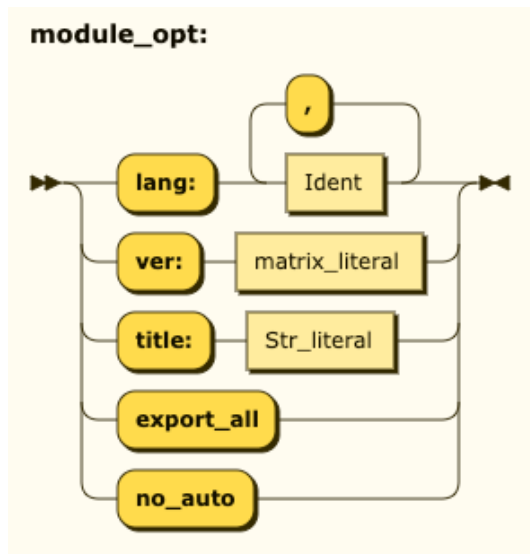 module_opt:
,
lang: Ident
ver: matrix_literal
title: Str_literal
export_all
no_auto